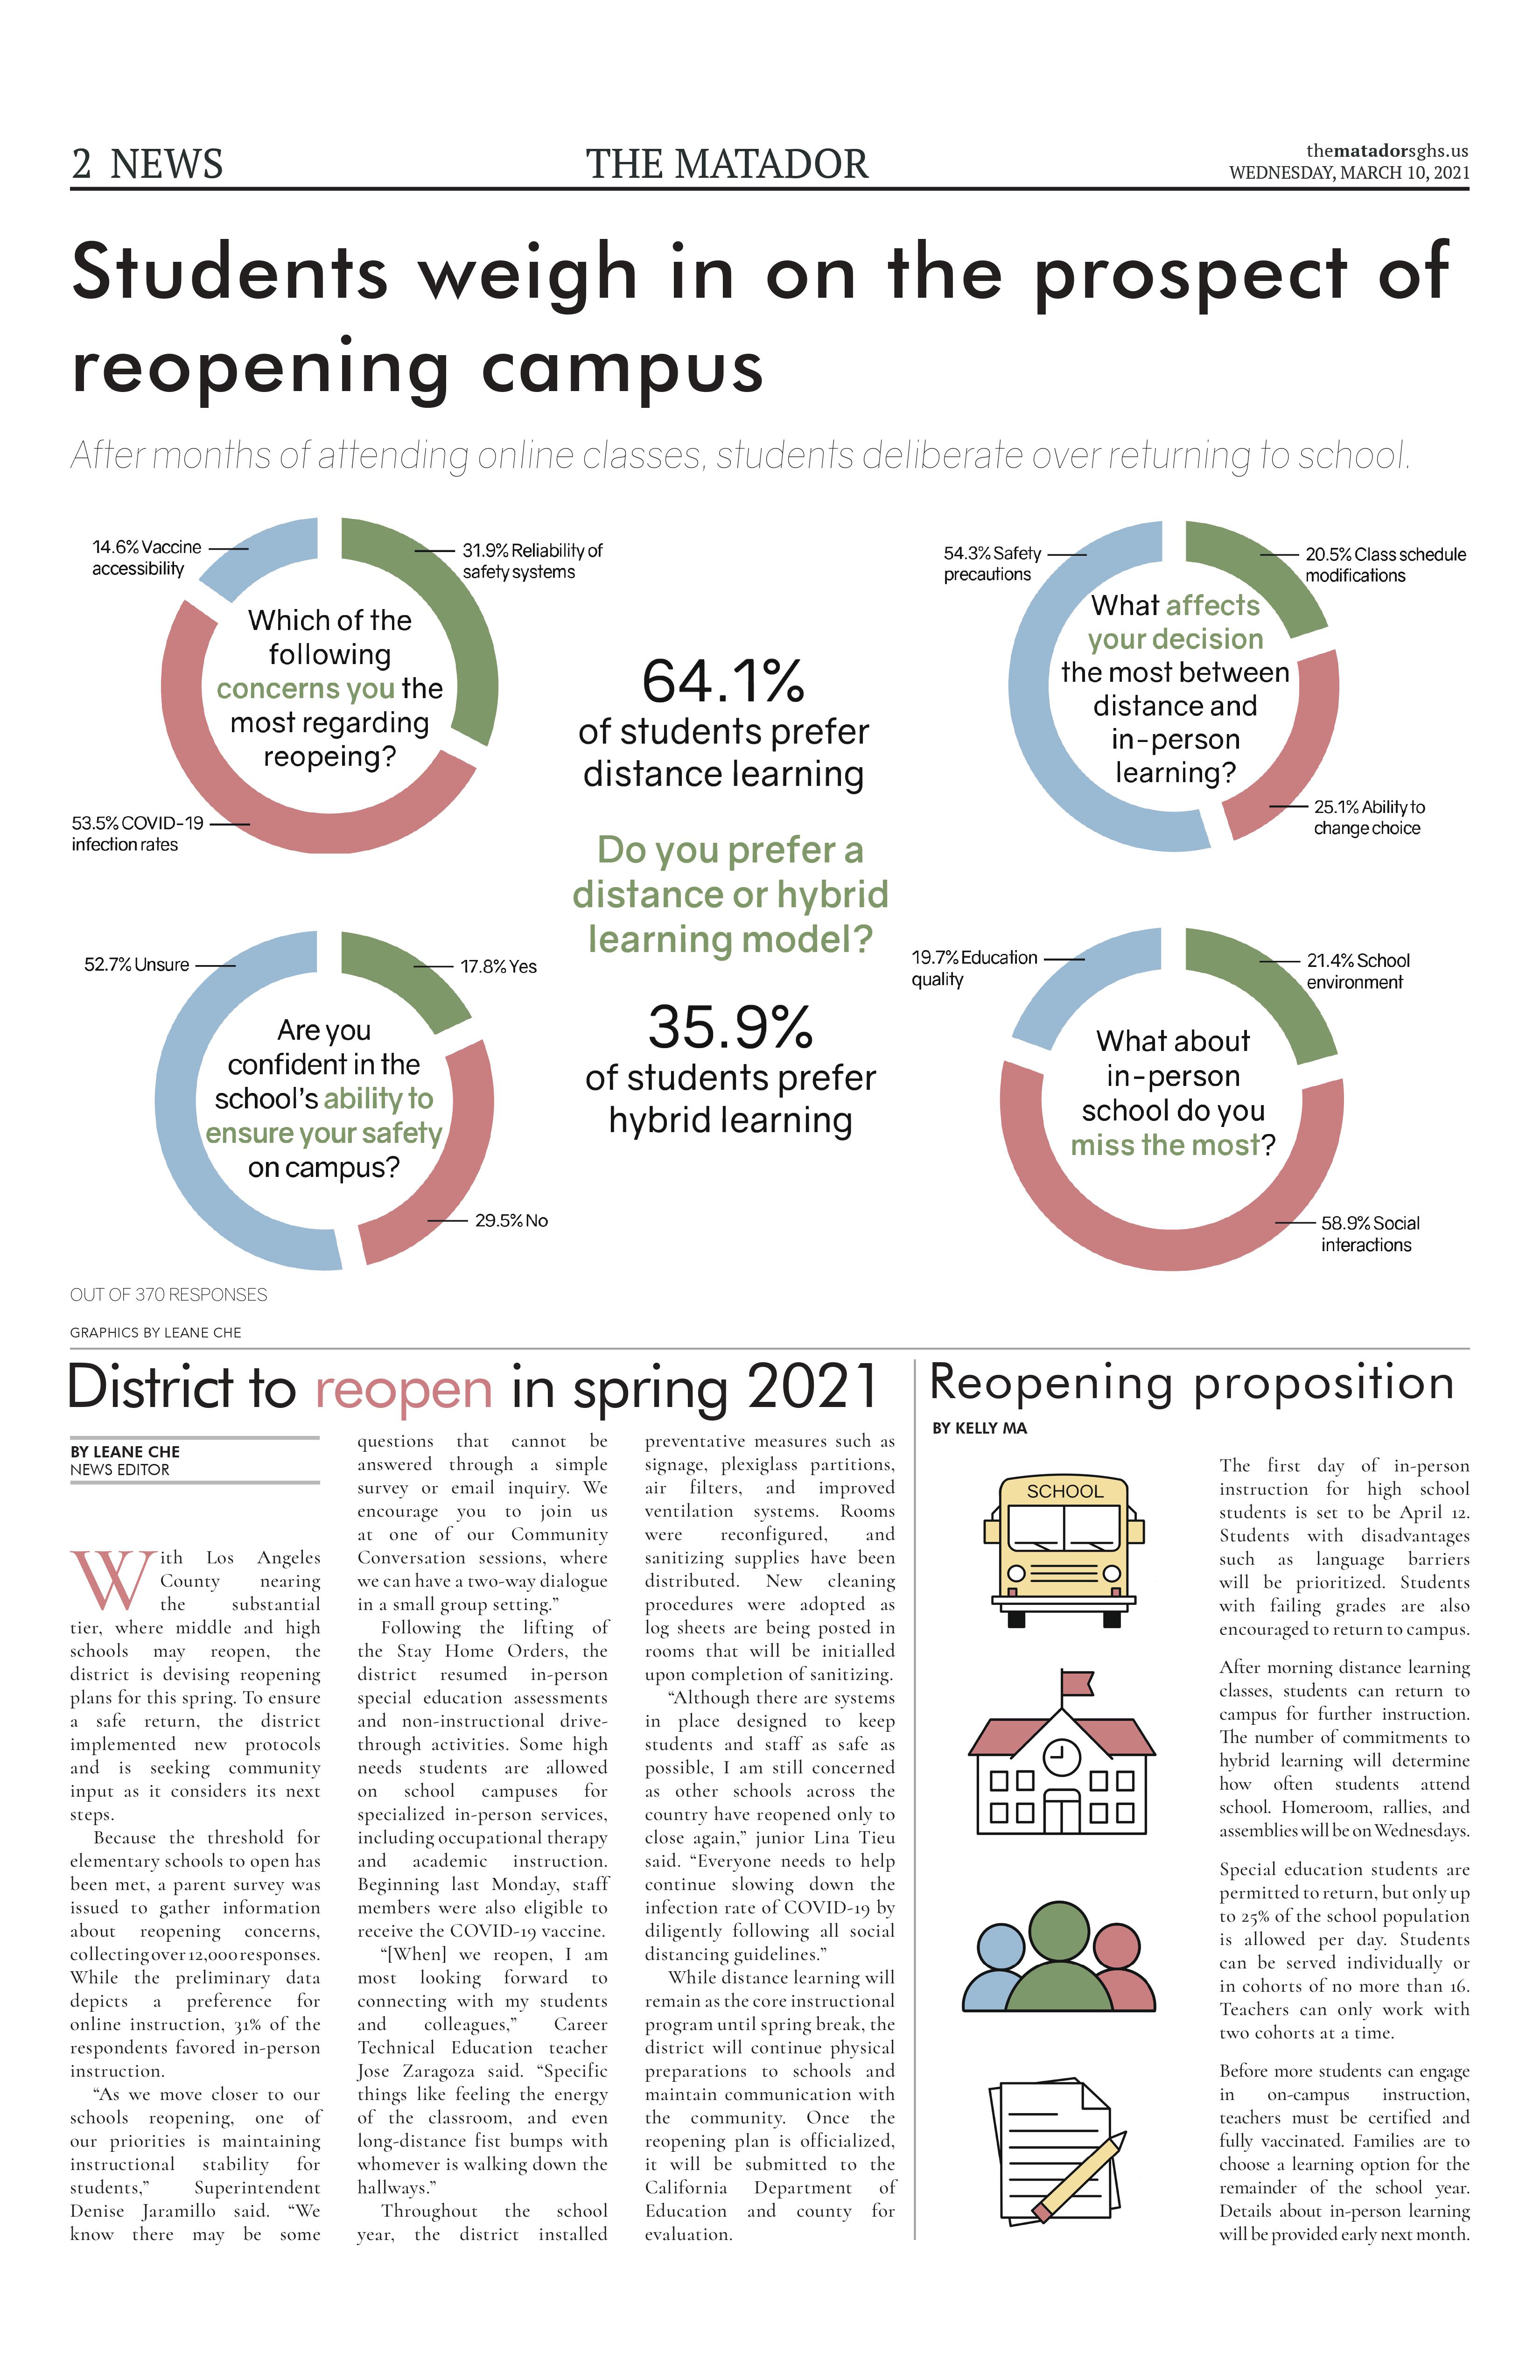 2 NEWS
THE MATADOR
thematadorsghs.us
WEDNESDAY, MARCH 10, 2021
Students weigh in on the prospect of
reopening campus
After months of attending online classes, students deliberate over returning to school.
14.6% Vaccine
accessibility
31.9% Reliability of
safety systems
Which of the
following
concerns you the
most regarding
reopeing?
53.5% COVID-19
infection rates
52.7% Unsure
17.8% Yes
Are you
confident in the
school's ability to
ensure your safety
on campus?
29.5% No
64.1%
of students prefer
distance learning
Do you prefer a
distance or hybrid
learning model?
35.9%
of students prefer
hybrid learning
54.3% Safety
precautions
20.5% Class schedule
modifications
What affects
your decision
the most between
distance and
in-person
learning?
25.1% Ability to
change choice
19.7% Education
quality
21.4% School
environment
What about
in-person
school do you
miss the most?
58.9% Social
interactions
OUT OF 370 RESPONSES
GRAPHICS BY LEANE CHE
District to reopen in spring 2021
BY LEANE CHE
NEWS EDITOR
With Los Angeles
County nearing
the substantial
tier, where middle and high
schools may reopen, the
district is devising reopening
plans for this spring. To ensure
a safe return, the district
implemented new protocols
and is seeking community
input as it considers its next
steps.
Because the threshold for
elementary schools to open has
been met, a parent survey was
issued to gather information
about reopening concerns,
collecting over 12,000 responses.
While the preliminary data
depicts a preference for
online instruction, 31% of the
respondents favored in-person
instruction.
“As we move closer to our
schools reopening, one of
our priorities is maintaining
instructional stability for
students,” Superintendent
Denise Jaramillo said. “We
know there may be some
questions that cannot be
answered through a simple
survey or email inquiry. We
encourage you to join us
at one of our Community
Conversation sessions, where
we can have a two-way dialogue
in a small group setting.”
Following the lifting of
the Stay Home Orders, the
district resumed in-person
special education assessments
and non-instructional drive-
through activities. Some high
needs students are allowed
on school campuses for
specialized in-person services,
including occupational therapy
and academic instruction.
Beginning last Monday, staff
members were also eligible to
receive the COVID-19 vaccine.
“[When] we reopen, I am
most looking forward to
connecting with my students
and colleagues,” Career
Technical Education teacher
Jose Zaragoza said. “Specific
things like feeling the energy
of the classroom, and even
long-distance fist bumps with
whomever is walking down the
hallways.”
Throughout the school
year, the district installed
preventative measures such as
signage, plexiglass partitions,
air filters, and improved
ventilation systems. Rooms
were reconfigured, and
sanitizing supplies have been
distributed. New cleaning
procedures were adopted as
log sheets are being posted in
rooms that will be initialled
upon completion of sanitizing.
“Although there are systems
in place designed to keep
students and staff as safe as
possible, I am still concerned
as other schools across the
country have reopened only to
close again,” junior Lina Tieu
said. “Everyone needs to help
continue slowing down the
infection rate of COVID-19 by
diligently following all social
distancing guidelines.”
While distance learning will
remain as the core instructional
program until spring break, the
district will continue physical
preparations to schools and
maintain communication with
the community. Once the
reopening plan is officialized,
it will be submitted to the
California Department of
Education and county for
evaluation.
Reopening proposition
BY KELLY MA
SCHOOL
The first day of in-person
instruction for high school
students is set to be April 12.
Students with disadvantages
such as language barriers
will be prioritized. Students
with failing grades are also
encouraged to return to campus.
After morning distance learning
classes, students can return to
campus for further instruction.
The number of commitments to
hybrid learning will determine
how often students attend
school. Homeroom, rallies, and
assemblies will be on Wednesdays.
Special education students are
permitted to return, but only up
to 25% of the school population
is allowed per day. Students
can be served individually or
in cohorts of no more than 16.
Teachers can only work with
two cohorts at a time.
Before more students can engage
in on-campus instruction,
teachers must be certified and
fully vaccinated. Families are to
choose a learning option for the
remainder of the school year.
Details about in-person learning
will be provided early next month.